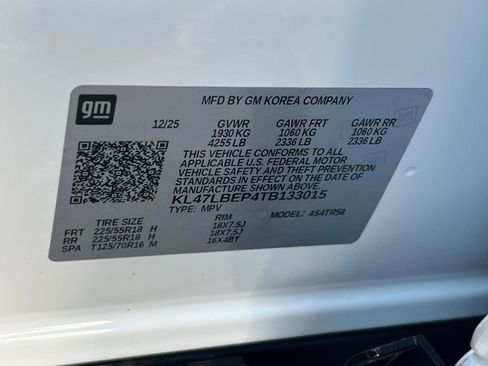 gm
MFD BY GM KOREA COMPANY
12/25 GVWR GAWR FRT GAWR RR
1930 KG 1060 KG 1060 KG
4255 LB 2336 LB 2336 LB
THIS VEHICLE CONFORMS TO ALL
APPLICABLE U.S. FEDERAL MOTOR
VEHICLE SAFETY, BUMPER, AND THEFT
PREVENTION STANDARDS IN EFFECT ON THE DATE OF
MANUFACTURE SHOWN ABOVE.
KL47LBEP4TB133015
TYPE: MPV MODEL: 454TR58
TIRE SIZE RIM
FRT 225/55R18 H 18X7.5J
RR 225/55R18 H 18X7.5J
SPA T125/70R16 M 16X4BT